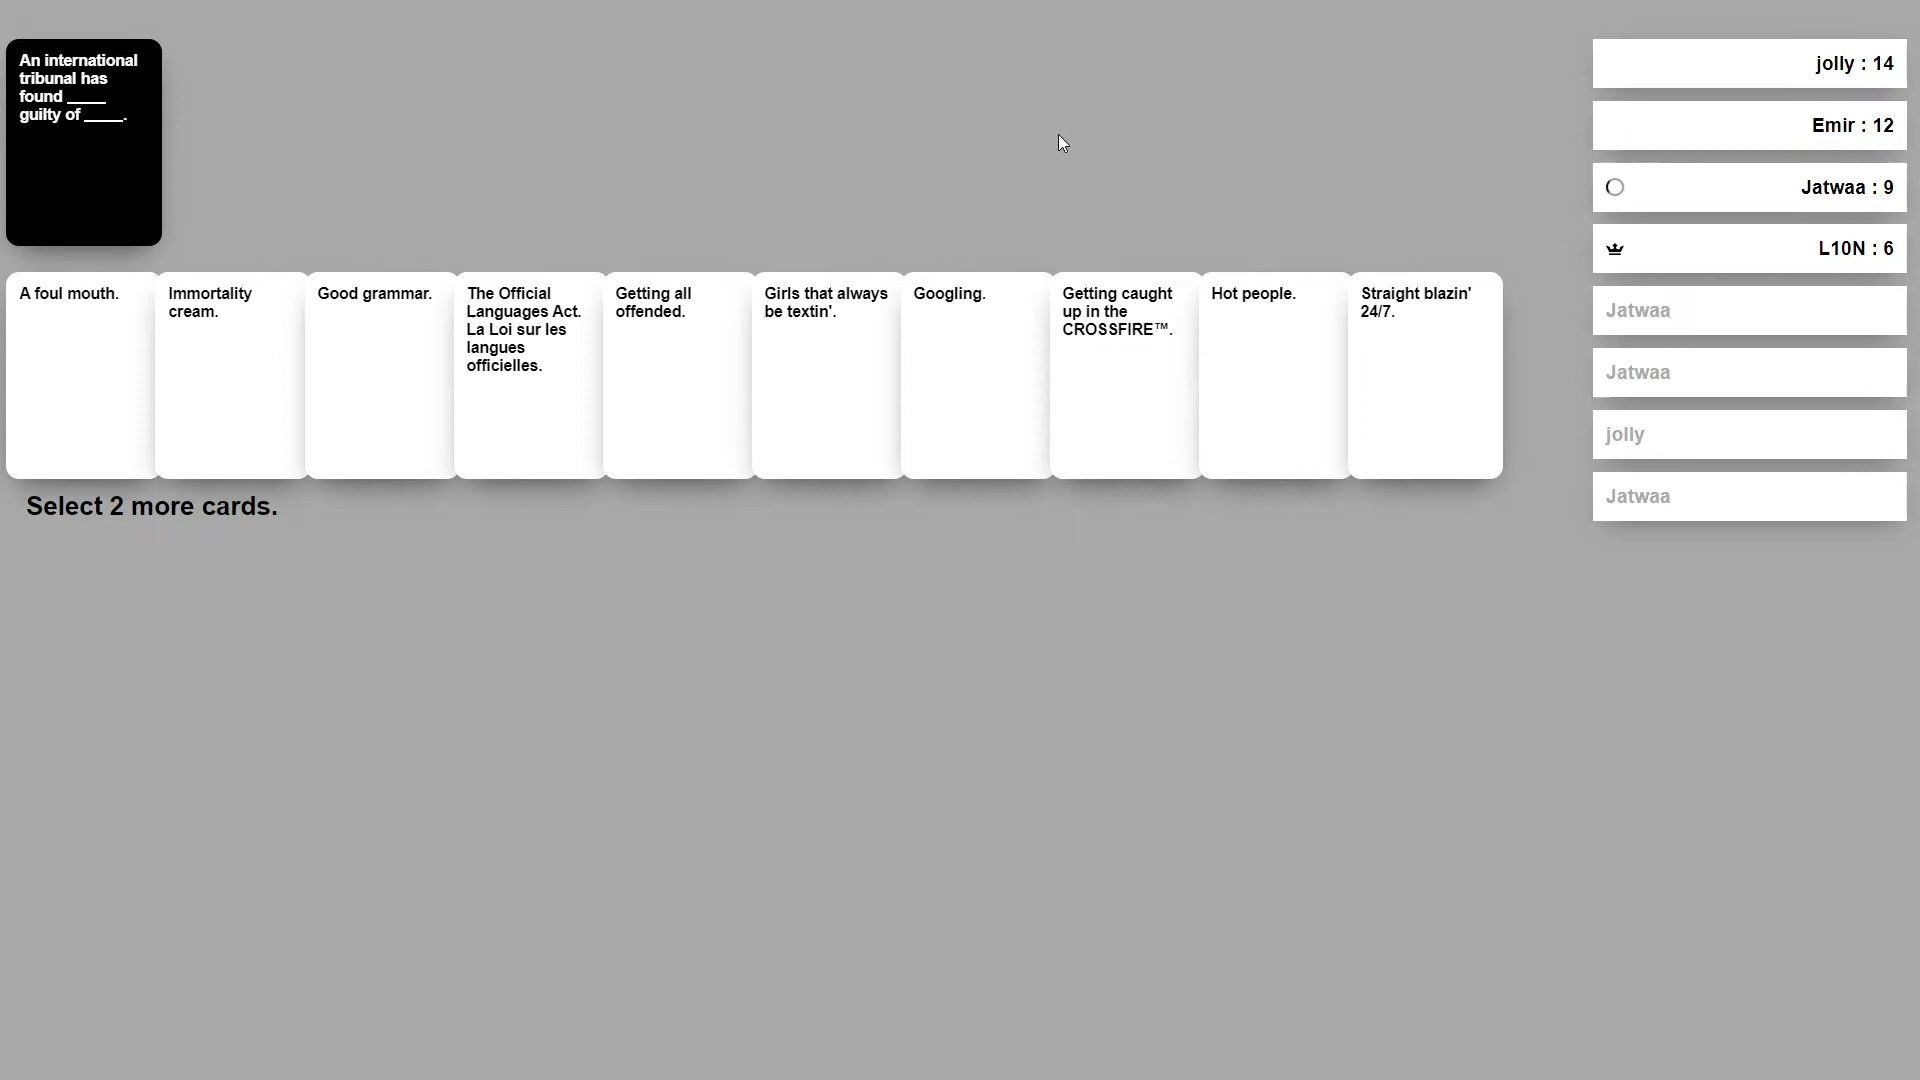 An international
tribunal has
found _____
guilty of _____.
A foul mouth.
Immortality
cream.
Good grammar.
The Official
Languages Act.
La Loi sur les
langues
officielles.
Getting all
offended.
Girls that always
be textin'.
Googling.
Getting caught
up in the
CROSSFIRE™.
Hot people.
Straight blazin'
24/7.
Select 2 more cards.
jolly : 14
Emir : 12
Jatwaa : 9
L10N : 6
Jatwaa
Jatwaa
jolly
Jatwaa